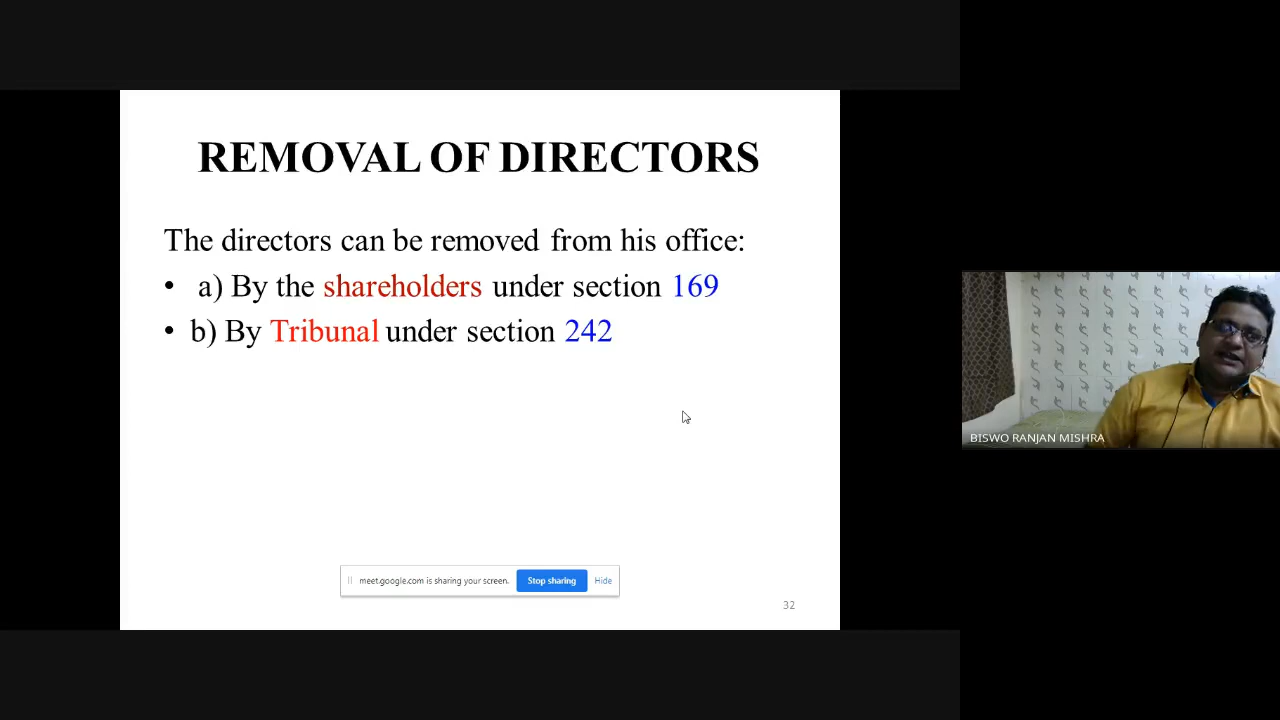 REMOVAL OF DIRECTORS
The directors can be removed from his office:
• a) By the shareholders under section 169
• b) By Tribunal under section 242
meet.google.com is sharing your screen. Stop sharing Hide
32
BISWO RANJAN MISHRA